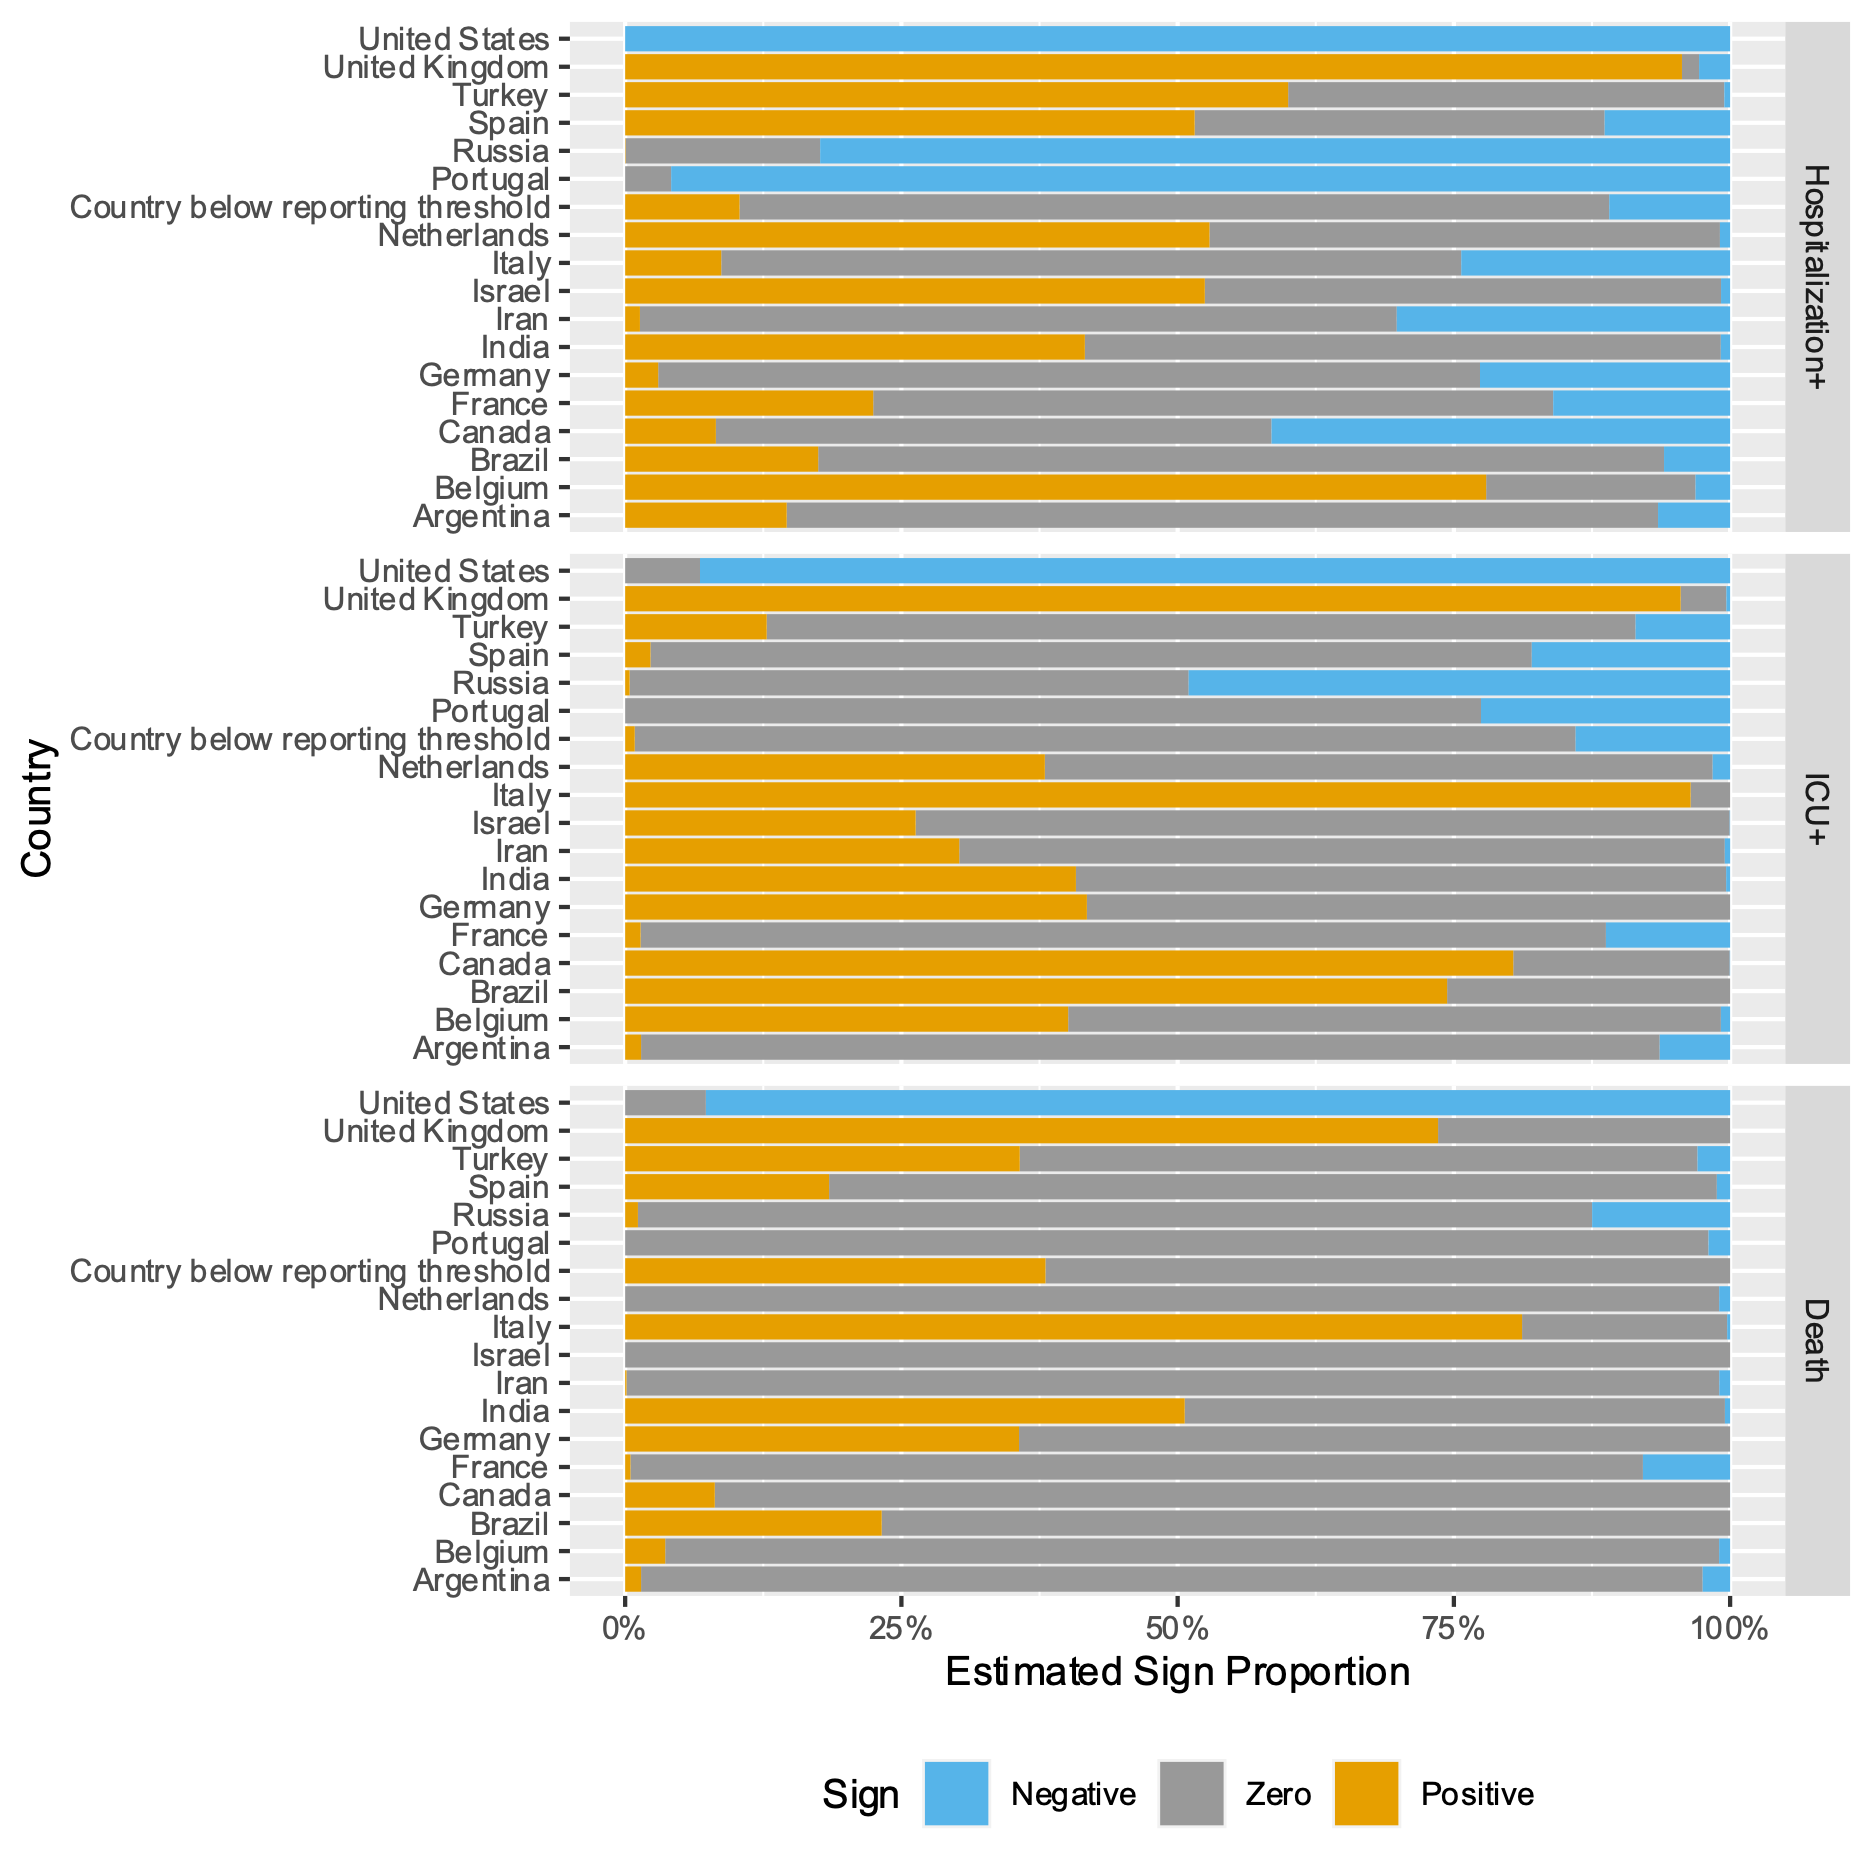 United States
United Kingdom
Turkey
Spain
Russia
Portugal
Country below reporting threshold
Netherlands
Italy
Israel
Iran
India
Germany
France
Canada
Brazil
Belgium
Argentina
Hospitalization+
United States
United Kingdom
Turkey
Spain
Russia
Portugal
Country below reporting threshold
Netherlands
Italy
Israel
Iran
India
Germany
France
Canada
Brazil
Belgium
Argentina
ICU+
Country
United States
United Kingdom
Turkey
Spain
Russia
Portugal
Country below reporting threshold
Netherlands
Italy
Israel
Iran
India
Germany
France
Canada
Brazil
Belgium
Argentina
Death
0% 25% 50% 75% 100%
Estimated Sign Proportion
Sign Negative Zero Positive